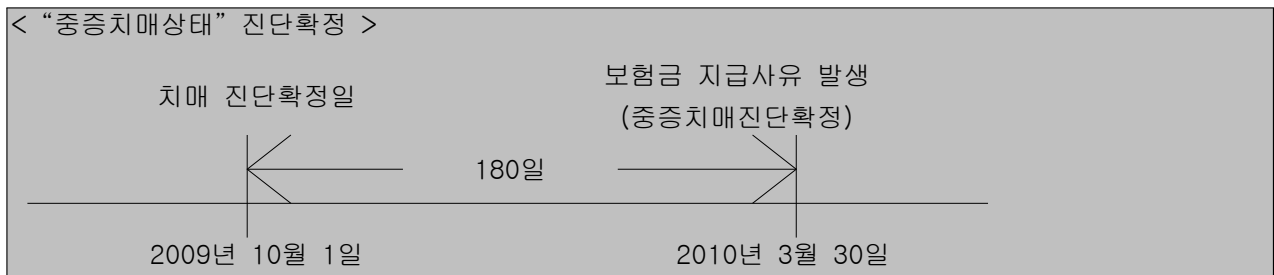 < “중증치매상태” 진단확정 >
보험금 지급사유 발생
치매 진단확정일
(중증치매진단확정)
180일
2009년 10월 1일
2010년 3월 30일